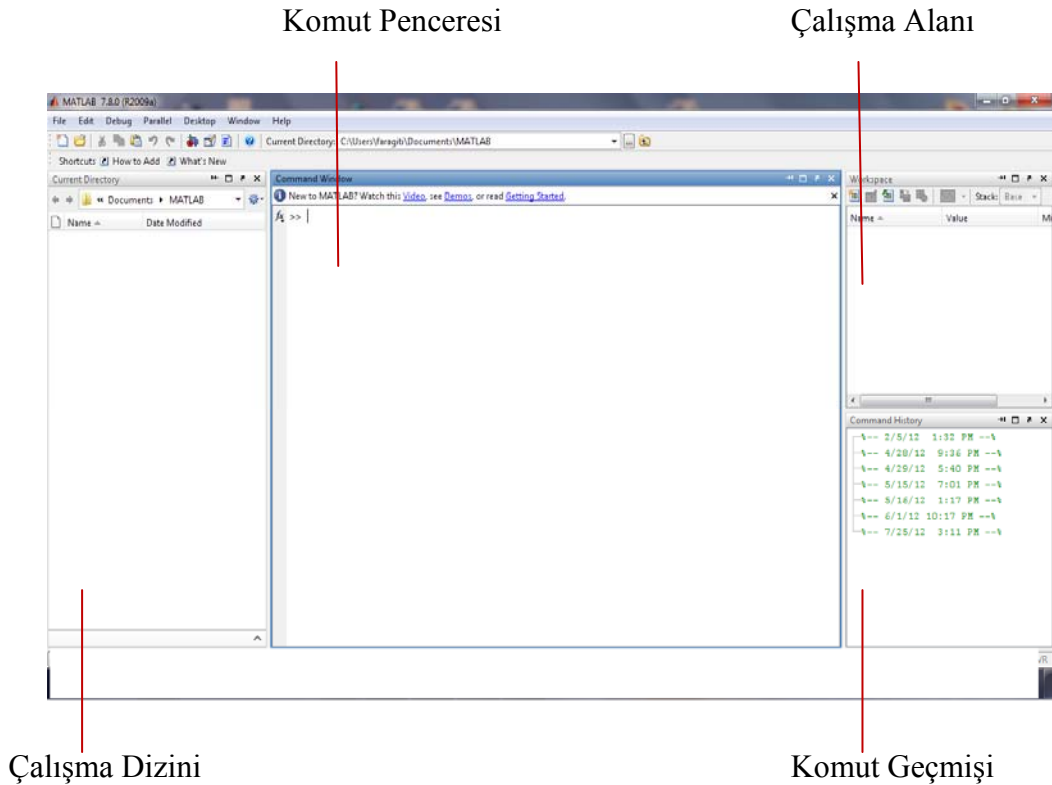 Komut Penceresi
Çalışma Alanı
MATLAB 7.8.0 (R2009a)
File Edit Debug Parallel Desktop Window Help
Current Directory: C:\Users\faragiti\Documents\MATLAB
Shortcuts How to Add What's New
Current Directory
« Documents MATLAB
Name Date Modified
Command Window
New to MATLAB? Watch this Video, see Demos, or read Getting Started.
fx >>
Workspace
Stack: Base
Name Value
Command History
%-- 2/5/12 1:32 PM --%
%-- 4/28/12 9:36 PM --%
%-- 4/29/12 5:40 PM --%
%-- 5/15/12 7:01 PM --%
%-- 5/16/12 1:17 PM --%
%-- 6/1/12 10:17 PM --%
%-- 7/25/12 3:11 PM --%
Çalışma Dizini
Komut Geçmişi